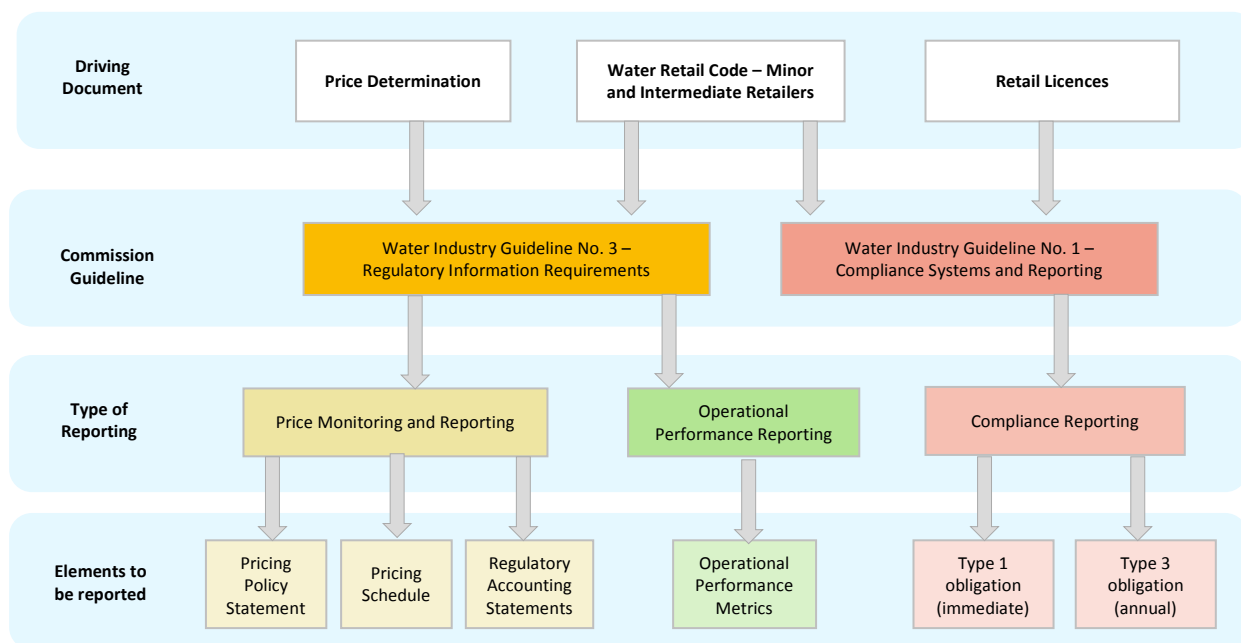 Driving
Document
Price Determination
Water Retail Code – Minor
and Intermediate Retailers
Retail Licences
Commission
Guideline
Water Industry Guideline No. 3 –
Regulatory Information Requirements
Water Industry Guideline No. 1 –
Compliance Systems and Reporting
Type of
Reporting
Price Monitoring and Reporting
Operational
Performance Reporting
Compliance Reporting
Elements to
be reported
Pricing
Policy
Statement
Pricing
Schedule
Regulatory
Accounting
Statements
Operational
Performance
Metrics
Type 1
obligation
(immediate)
Type 3
obligation
(annual)